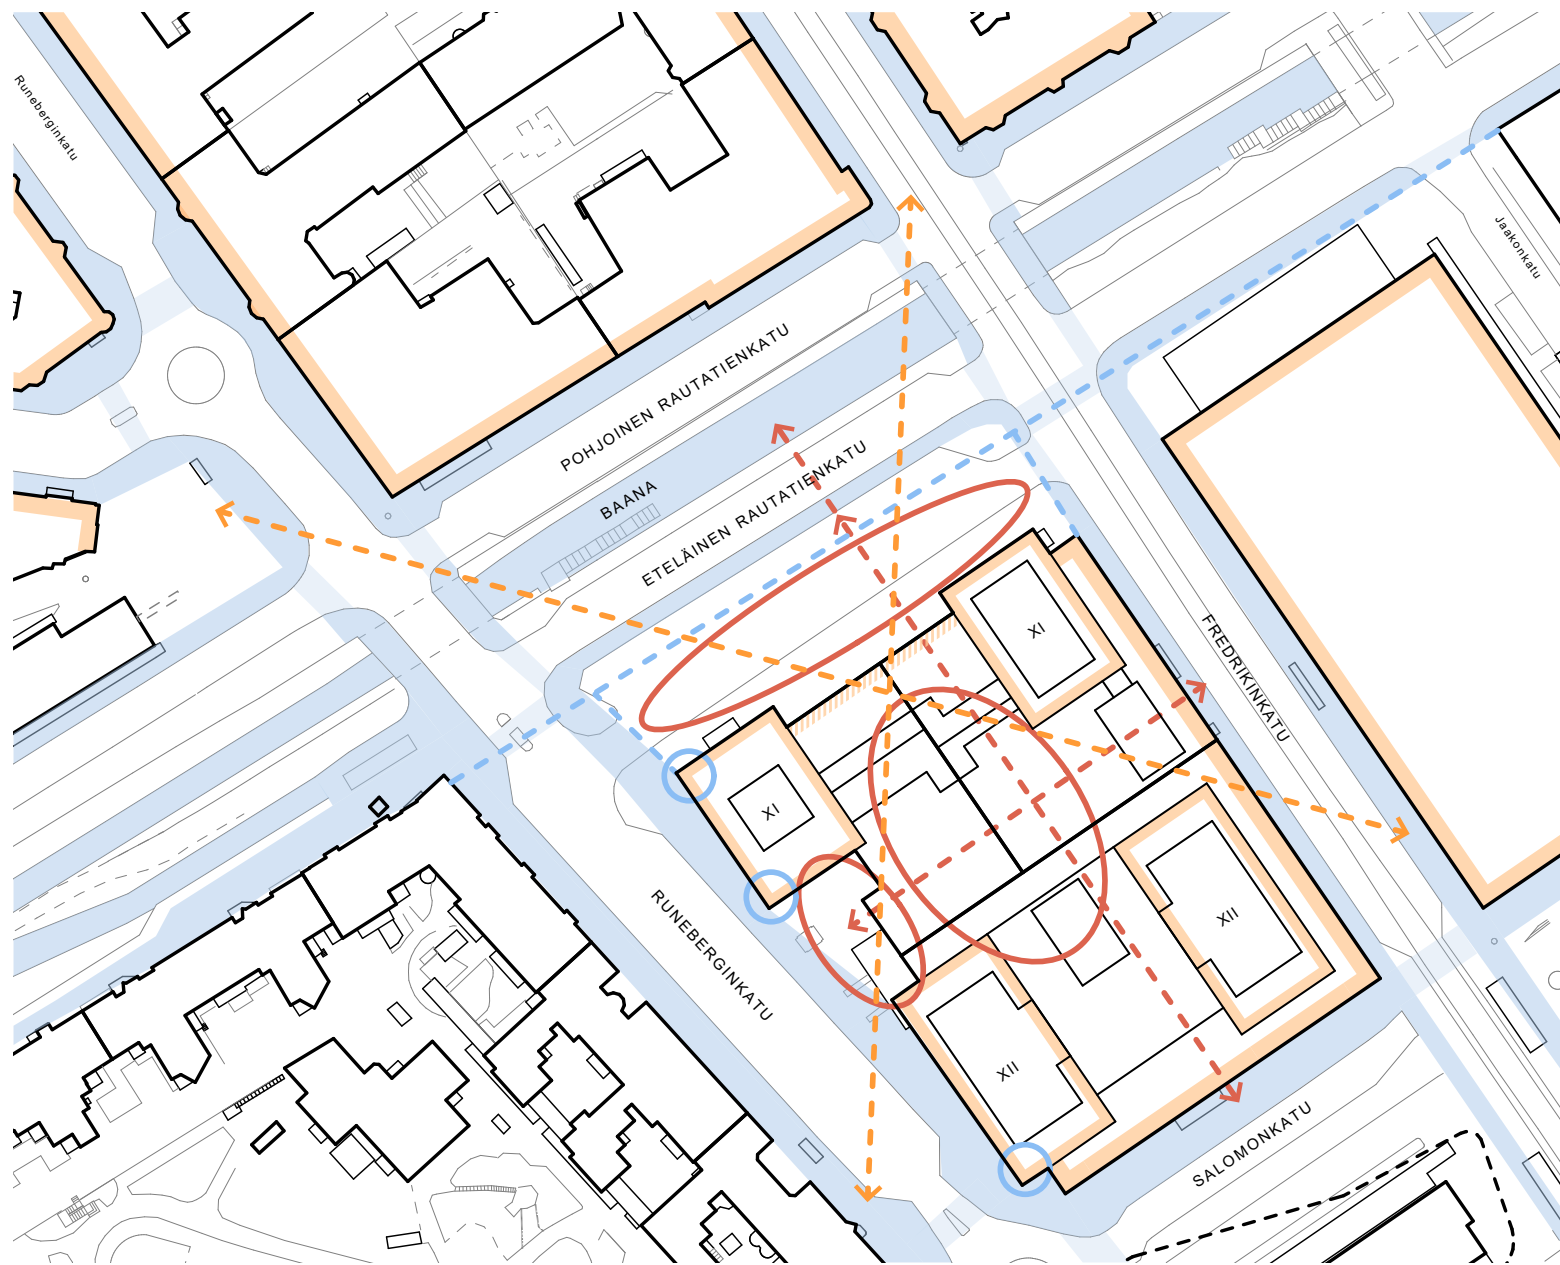 Runeberginkatu
Jaakonkatu
POHJOINEN RAUTATIENKATU
BAANA
ETELÄINEN RAUTATIENKATU
XI
FREDRIKINKATU
XI
RUNEBERGINKATU
XII
XII
SALOMONKATU